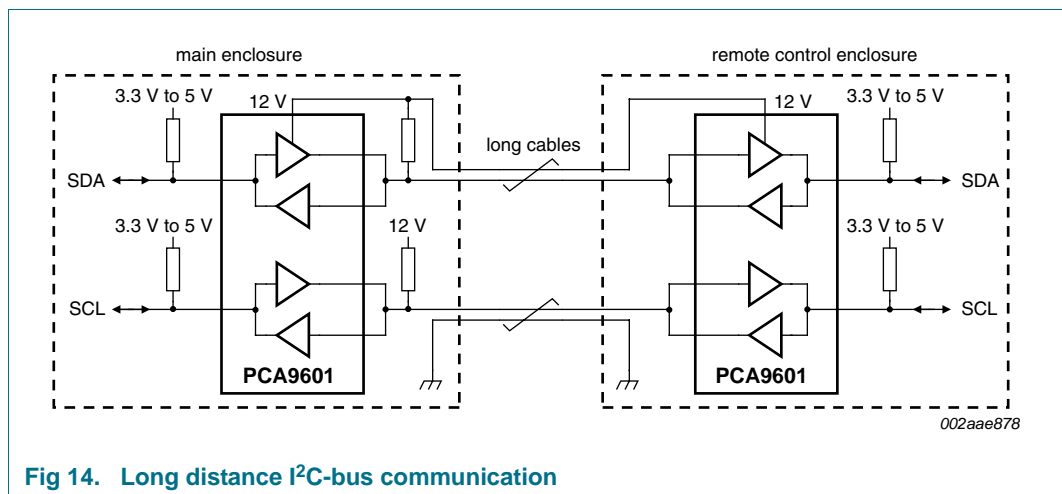 main enclosure
remote control enclosure
3.3 V to 5 V
12 V
12 V
3.3 V to 5 V
long cables
SDA
SDA
3.3 V to 5 V
12 V
3.3 V to 5 V
SCL
SCL
PCA9601
PCA9601
002aae878
Fig 14. Long distance I²C-bus communication